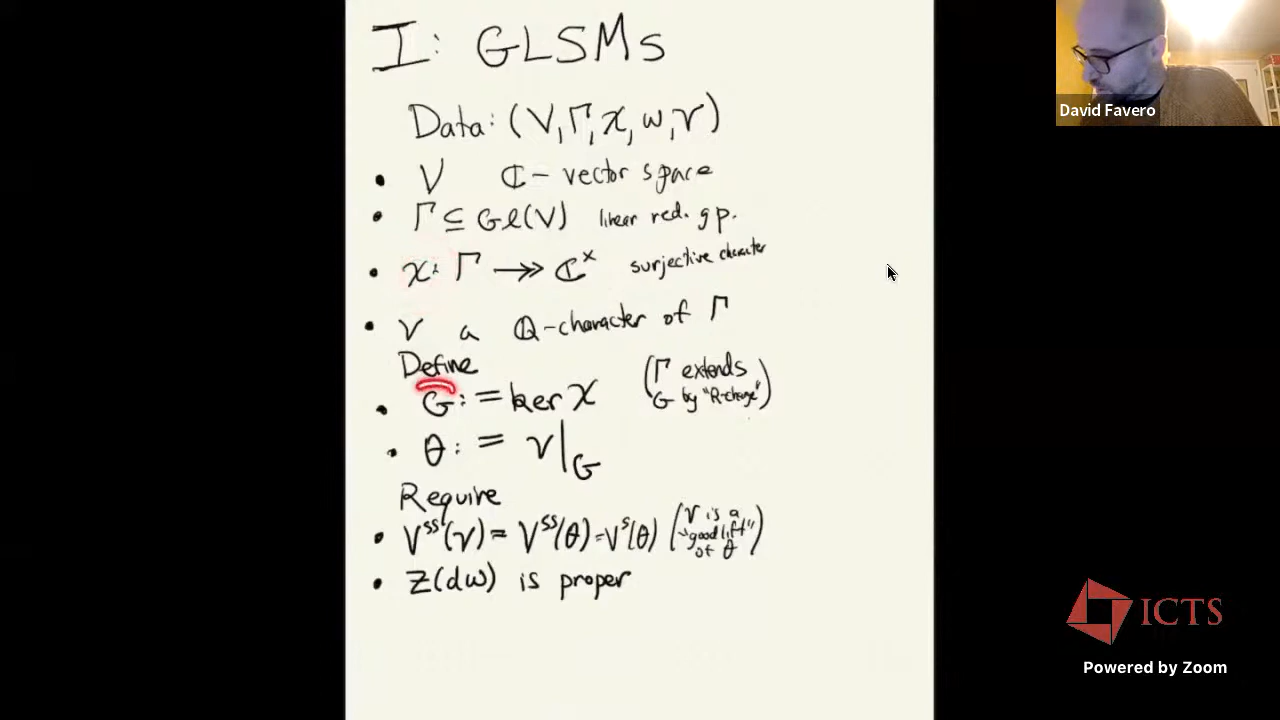 I: GLSMs
Data: (V, Γ, χ, w, ν)
• V ℂ - vector space
• Γ ⊆ Gl(V) linear red. gp.
• χ: Γ ↠ ℂ^× surjective character
• ν a ℚ-character of Γ
Define
• G := ker χ (Γ extends G by "R-charge")
• θ := ν|_G
Require
• V^ss(ν) = V^ss(θ) = V^s(θ) (ν is a "good lift" of θ)
• Z(dw) is proper
David Favero
ICTS
Powered by Zoom